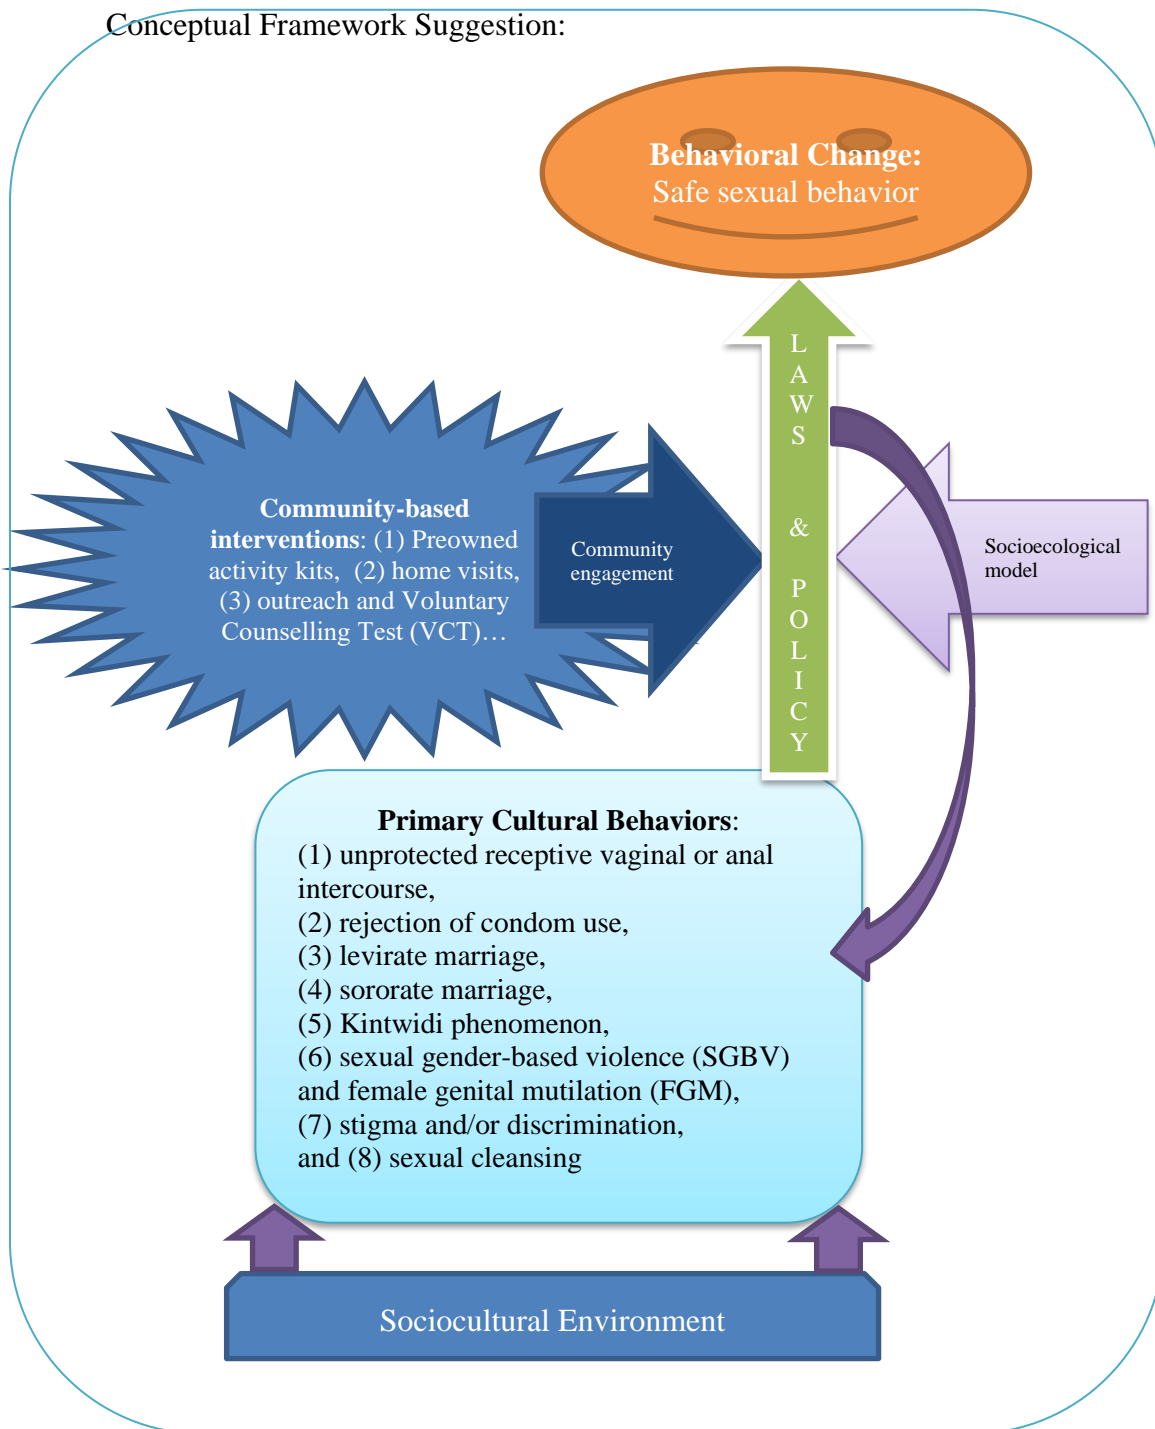 Conceptual Framework Suggestion:
Behavioral Change:
Safe sexual behavior
L
A
W
S
&
P
O
L
I
C
Y
Community-based
interventions: (1) Preowned
activity kits, (2) home visits,
(3) outreach and Voluntary
Counselling Test (VCT)…
Community
engagement
Socioecological
model
Primary Cultural Behaviors:
(1) unprotected receptive vaginal or anal
intercourse,
(2) rejection of condom use,
(3) levirate marriage,
(4) sororate marriage,
(5) Kintwidi phenomenon,
(6) sexual gender-based violence (SGBV)
and female genital mutilation (FGM),
(7) stigma and/or discrimination,
and (8) sexual cleansing
Sociocultural Environment